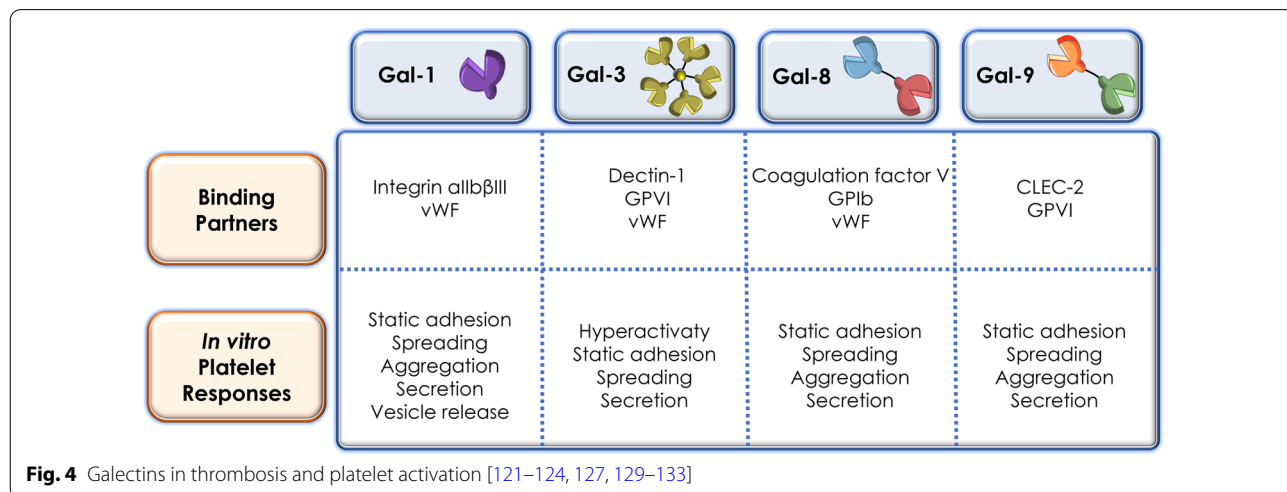 Gal-1
Gal-3
Gal-8
Gal-9
Binding
Partners
Integrin aIIbβIII
vWF
Dectin-1
GPVI
vWF
Coagulation factor V
GPIb
vWF
CLEC-2
GPVI
In vitro
Platelet
Responses
Static adhesion
Spreading
Aggregation
Secretion
Vesicle release
Hyperactivaty
Static adhesion
Spreading
Secretion
Static adhesion
Spreading
Aggregation
Secretion
Static adhesion
Spreading
Aggregation
Secretion
Fig. 4 Galectins in thrombosis and platelet activation [121–124, 127, 129–133]